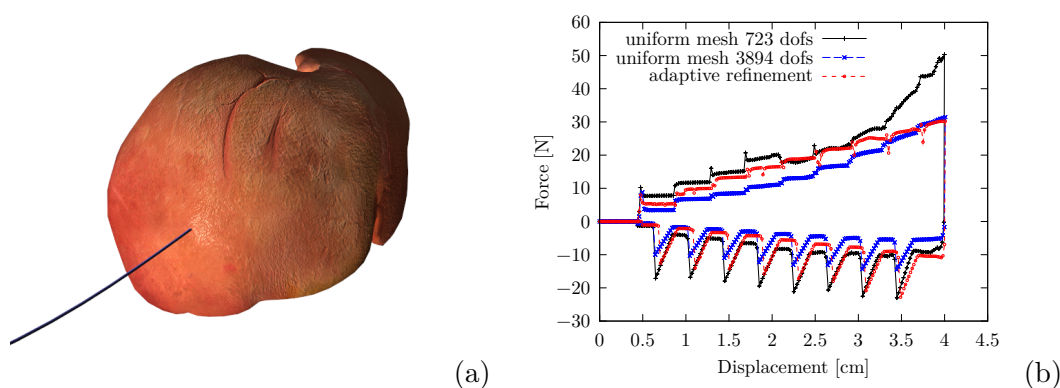 (a)
60
50
40
30
20
10
0
−10
−20
−30
Force [N]
uniform mesh 723 dofs
uniform mesh 3894 dofs
adaptive refinement
0 0.5 1 1.5 2 2.5 3 3.5 4 4.5
Displacement [cm]
(b)